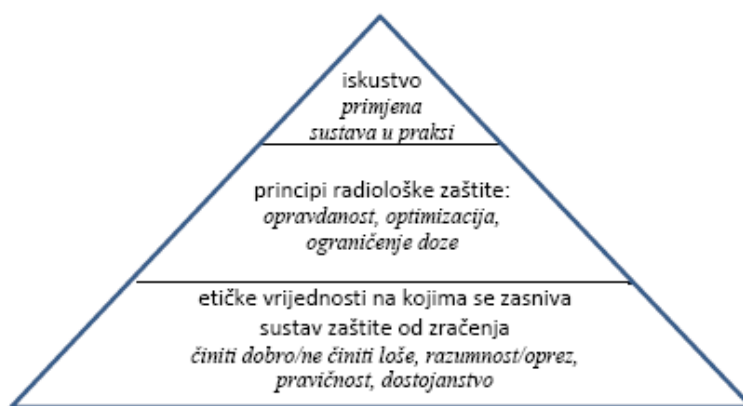 iskustvo
primjena
sustava u praksi
principi radiološke zaštite:
opravdanost, optimizacija,
ograničenje doze
etičke vrijednosti na kojima se zasniva
sustav zaštite od zračenja
činiti dobro/ne činiti loše, razumnost/oprez,
pravičnost, dostojanstvo